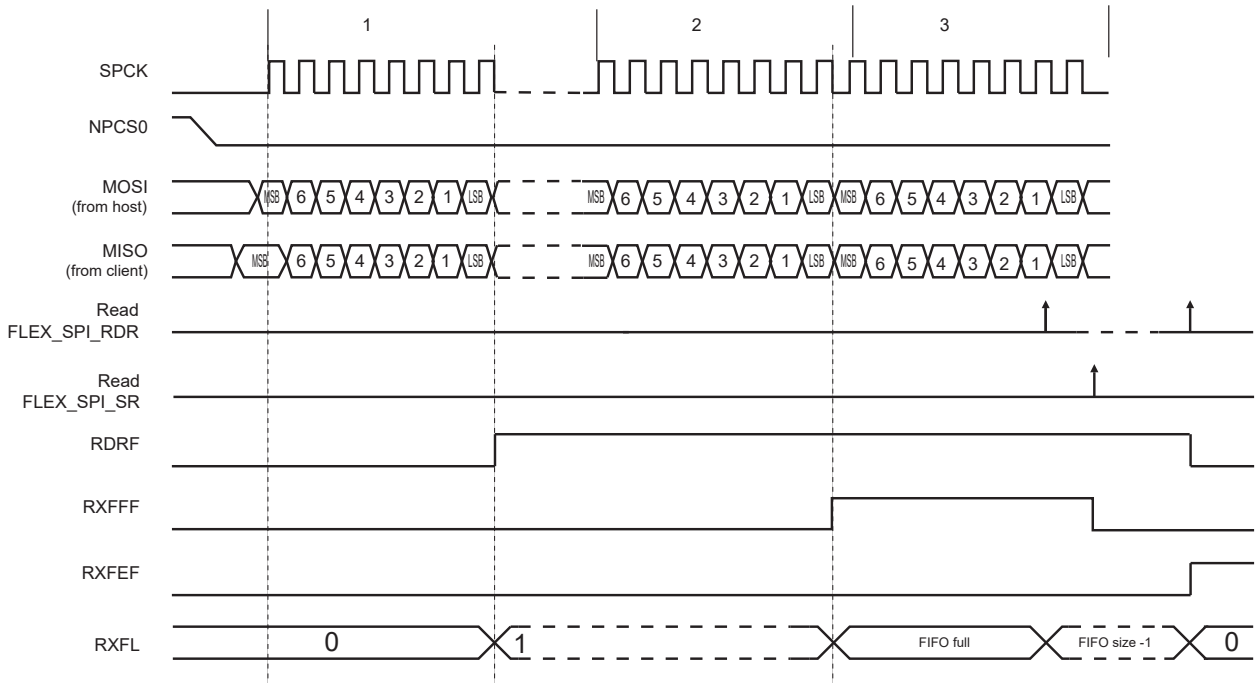 1 2 3
SPCK
NPCS0
MOSI MSB 6 5 4 3 2 1 LSB MSB 6 5 4 3 2 1 LSB MSB 6 5 4 3 2 1 LSB
(from host)
MISO MSB 6 5 4 3 2 1 LSB MSB 6 5 4 3 2 1 LSB MSB 6 5 4 3 2 1 LSB
(from client)
Read
FLEX_SPI_RDR
Read
FLEX_SPI_SR
RDRF
RXFFF
RXFEF
RXFL 0 1 FIFO full FIFO size -1 0